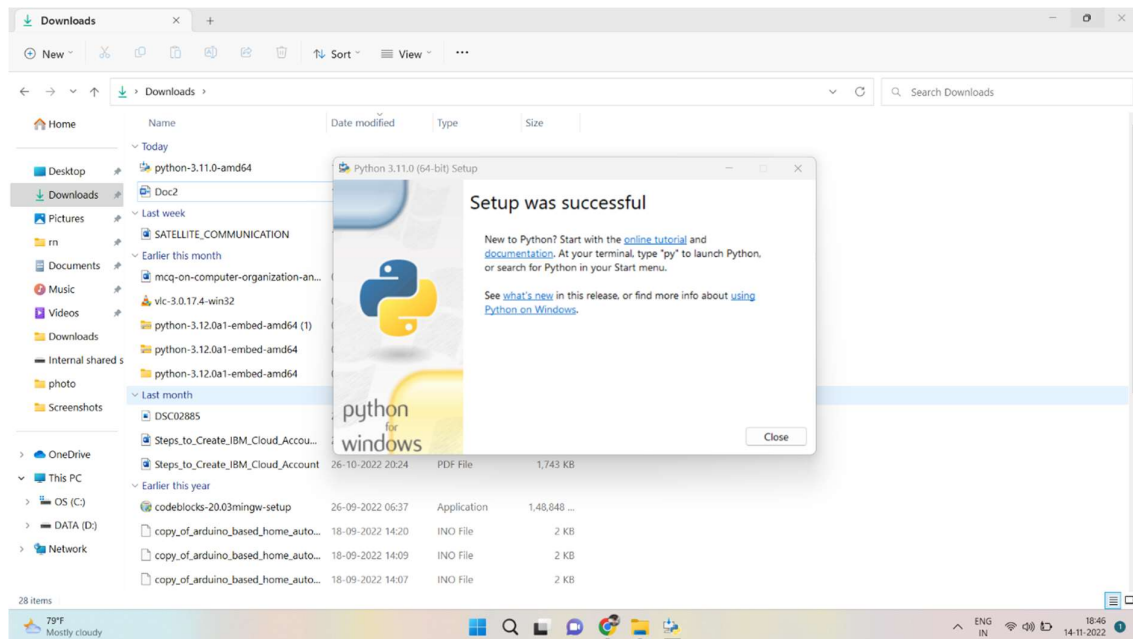 Downloads
New
Sort
View
Downloads
Search Downloads
Home
Name Date modified Type Size
Today
Desktop
python-3.11.0-amd64
Python 3.11.0 (64-bit) Setup
Downloads
Doc2
Setup was successful
Pictures
Last week
rn
SATELLITE_COMMUNICATION
New to Python? Start with the online tutorial and
documentation. At your terminal, type "py" to launch Python,
or search for Python in your Start menu.
Documents
Earlier this month
Music
mcq-on-computer-organization-an...
Videos
vlc-3.0.17.4-win32
See what's new in this release, or find more info about using
Python on Windows.
Downloads
python-3.12.0a1-embed-amd64 (1)
Internal shared s
python-3.12.0a1-embed-amd64
photo
python-3.12.0a1-embed-amd64
Screenshots
Last month
DSC02885
python
for
windows
Close
OneDrive
Steps_to_Create_IBM_Cloud_Accou...
This PC
Steps_to_Create_IBM_Cloud_Account 26-10-2022 20:24 PDF File 1,743 KB
Earlier this year
OS (C:)
codeblocks-20.03mingw-setup 26-09-2022 06:37 Application 1,48,848 ...
DATA (D:)
copy_of_arduino_based_home_auto... 18-09-2022 14:20 INO File 2 KB
Network
copy_of_arduino_based_home_auto... 18-09-2022 14:09 INO File 2 KB
copy_of_arduino_based_home_auto... 18-09-2022 14:07 INO File 2 KB
28 items
79°F
Mostly cloudy
ENG
IN
18:46
14-11-2022
1